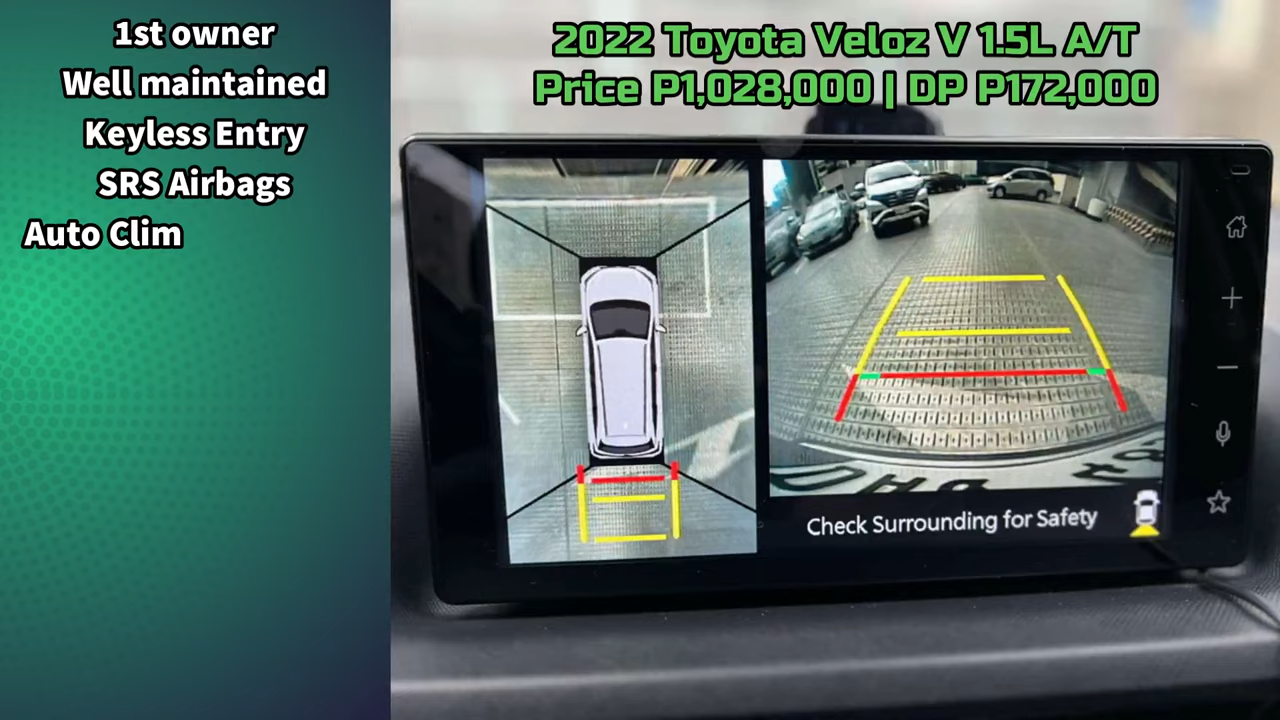 1st owner
Well maintained
Keyless Entry
SRS Airbags
Auto Clim
2022 Toyota Veloz V 1.5L A/T
Price P1,028,000 | DP P172,000
Check Surrounding for Safety